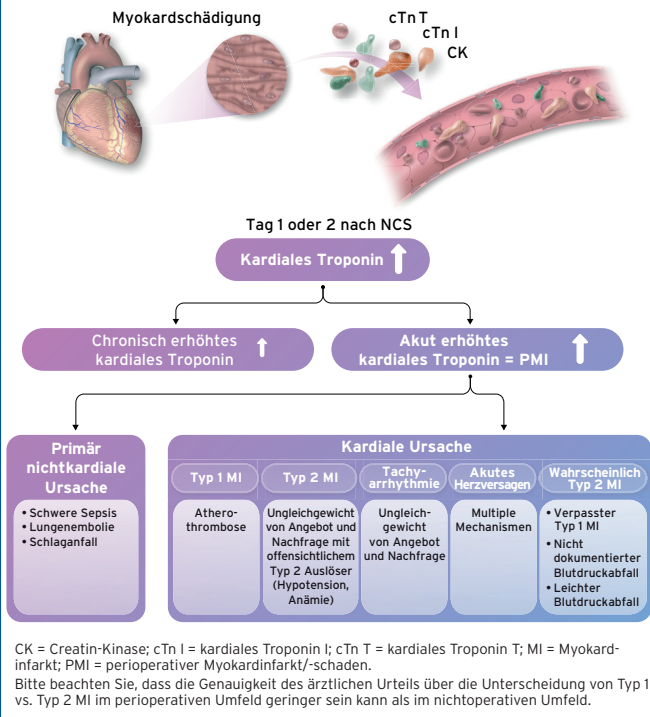 Myokardschädigung
cTn T
cTn I
CK
Tag 1 oder 2 nach NCS
Kardiales Troponin
Chronisch erhöhtes
kardiales Troponin
Akut erhöhtes
kardiales Troponin = PMI
Primär
nichtkardiale
Ursache
• Schwere Sepsis
• Lungenembolie
• Schlaganfall
Kardiale Ursache
Typ 1 MI
Athero-
thrombose
Typ 2 MI
Ungleichgewicht
von Angebot und
Nachfrage mit
offensichtlichem
Typ 2 Auslöser
(Hypotension,
Anämie)
Tachy-
arrhythmie
Ungleich-
gewicht
von Angebot
und Nachfrage
Akutes
Herzversagen
Multiple
Mechanismen
Wahrscheinlich
Typ 2 MI
• Verpasster
Typ 1 MI
• Nicht
dokumentierter
Blutdruckabfall
• Leichter
Blutdruckabfall
CK = Creatin-Kinase; cTn I = kardiales Troponin I; cTn T = kardiales Troponin T; MI = Myokard-
infarkt; PMI = perioperativer Myokardinfarkt/-schaden.
Bitte beachten Sie, dass die Genauigkeit des ärztlichen Urteils über die Unterscheidung von Typ 1
vs. Typ 2 MI im perioperativen Umfeld geringer sein kann als im nichtoperativen Umfeld.